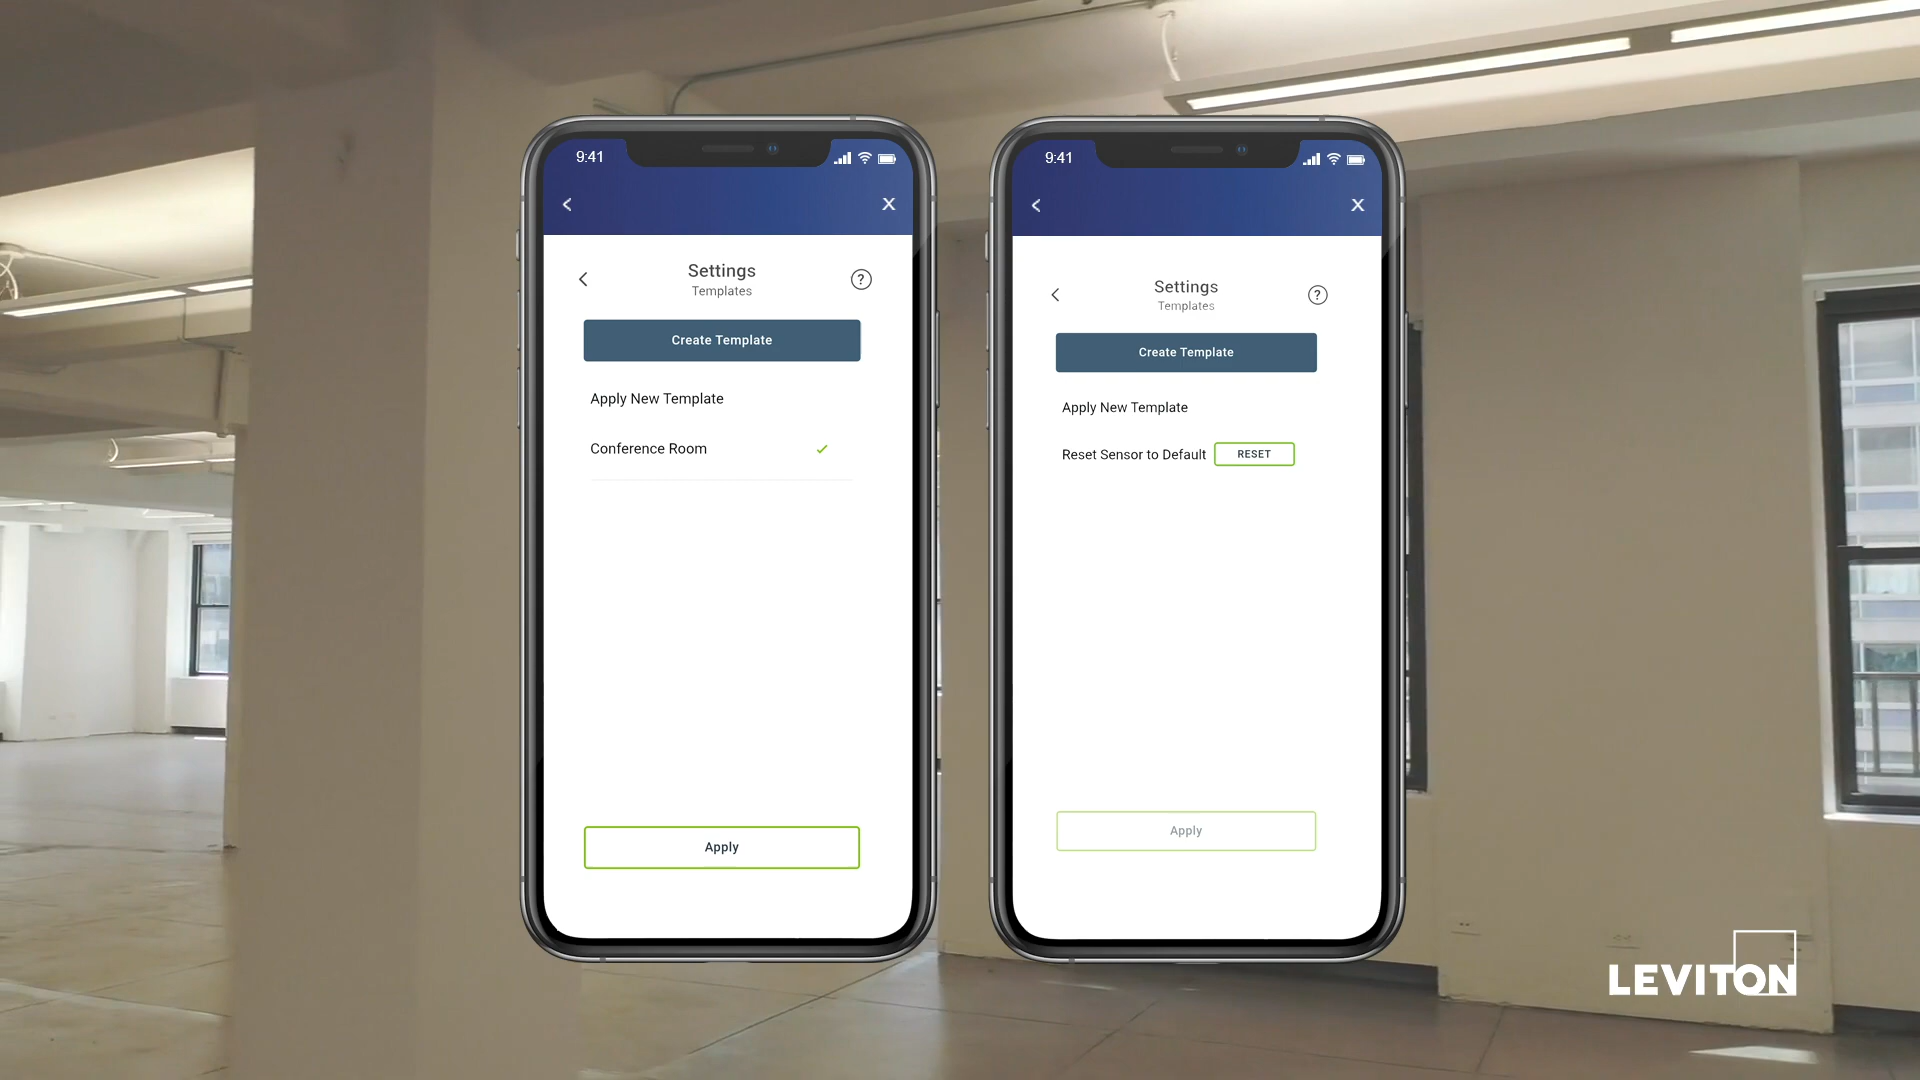 9:41
X
Settings
Templates
?
Create Template
Apply New Template
Conference Room
Apply
9:41
X
Settings
Templates
?
Create Template
Apply New Template
Reset Sensor to Default RESET
Apply
LEVITON